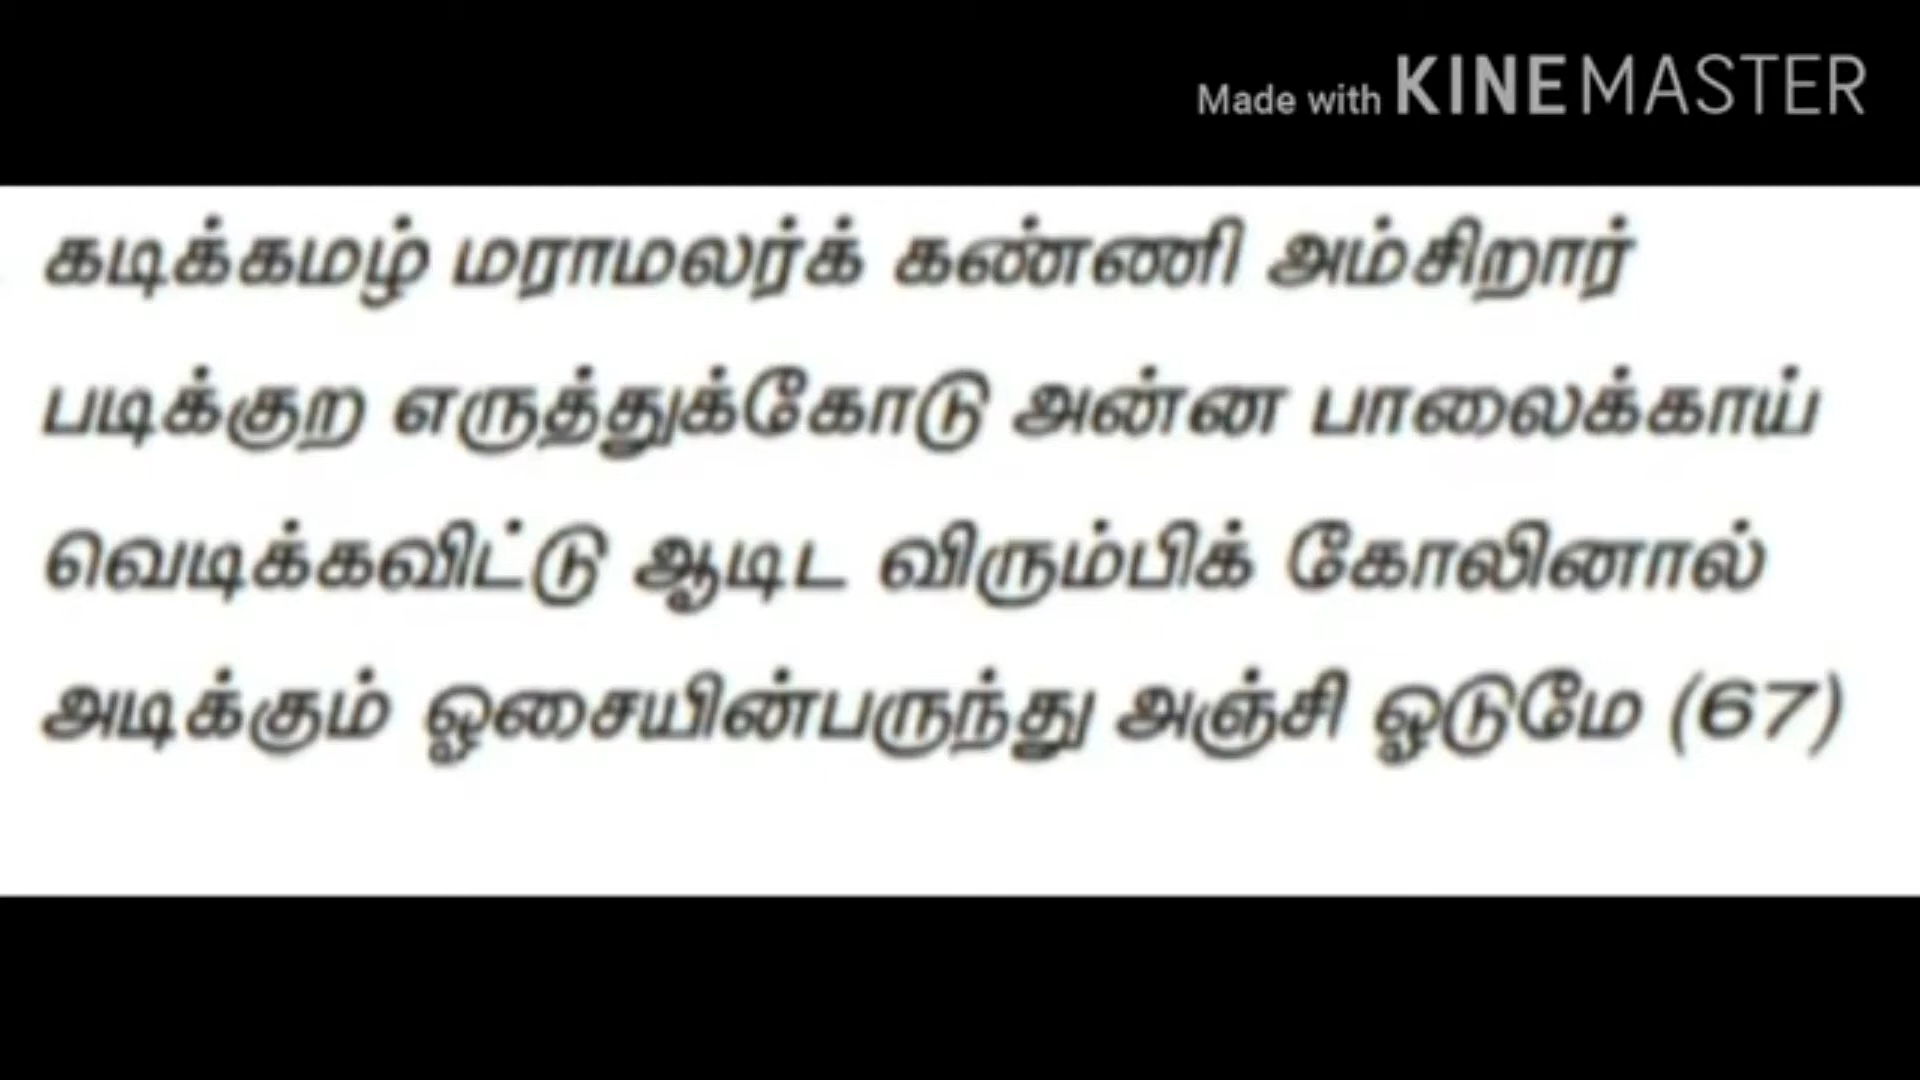 Made with KINEMASTER
கடிக்கமழ் மராமலர்க் கண்ணி அம்சிறார்
படிக்குற எருத்துக்கோடு அன்ன பாலைக்காய்
வெடிக்கவிட்டு ஆடிட விரும்பிக் கோலினால்
அடிக்கும் ஓசையின்பருந்து அஞ்சி ஓடுமே (67)